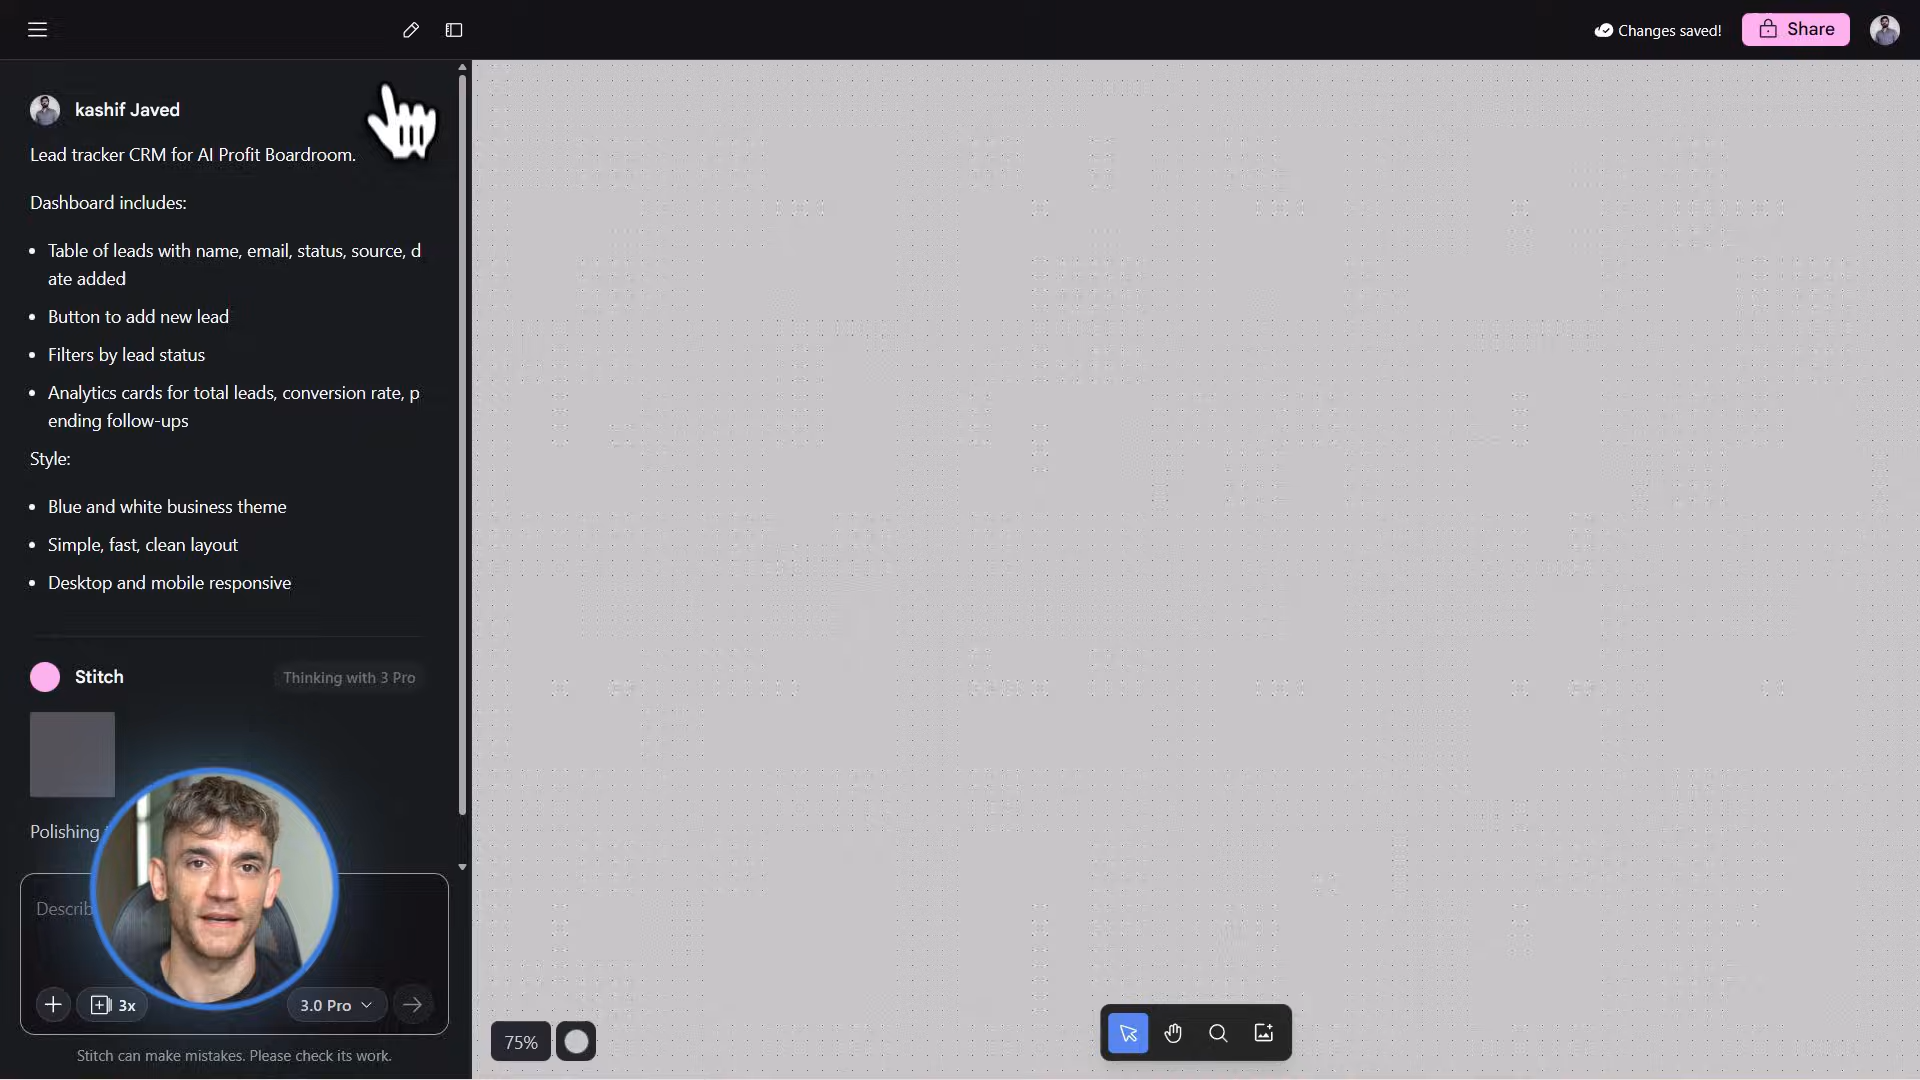 Changes saved!
Share
kashif Javed
Lead tracker CRM for AI Profit Boardroom.
Dashboard includes:
• Table of leads with name, email, status, source, d
ate added
• Button to add new lead
• Filters by lead status
• Analytics cards for total leads, conversion rate, p
ending follow-ups
Style:
• Blue and white business theme
• Simple, fast, clean layout
• Desktop and mobile responsive
Stitch
Thinking with 3 Pro
Polishing
3x
3.0 Pro
Stitch can make mistakes. Please check its work.
75%